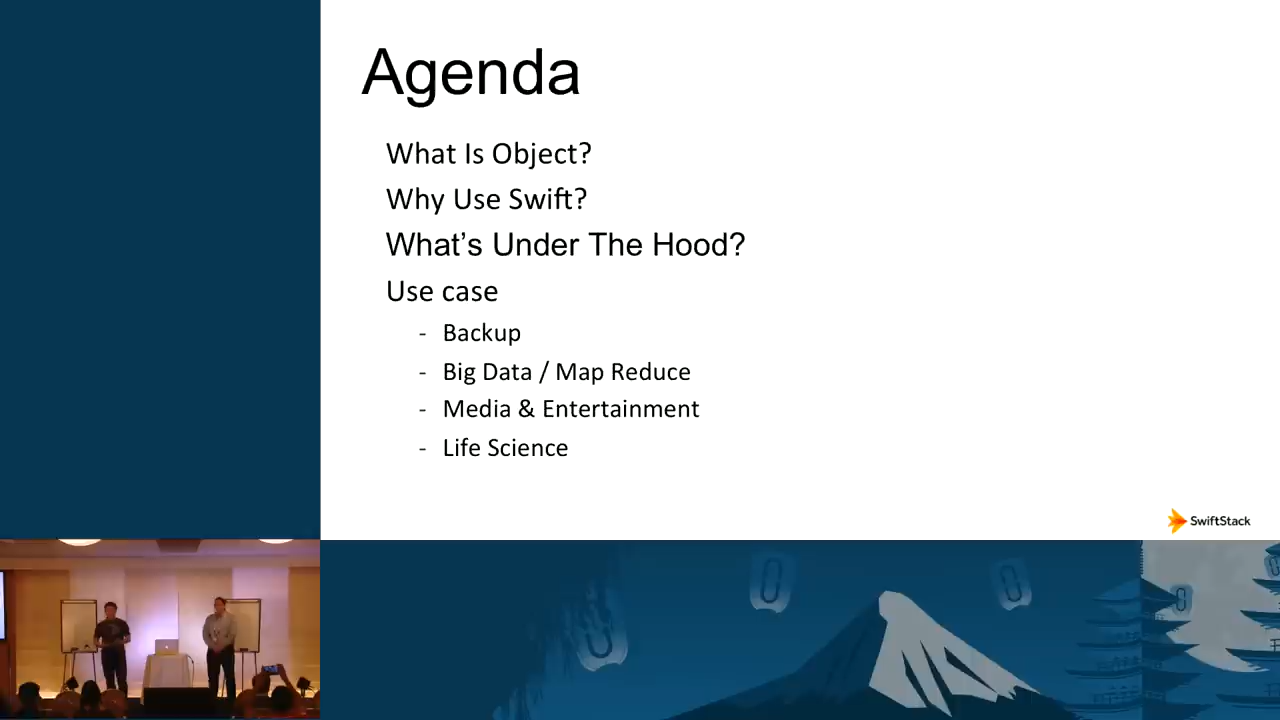 Agenda
What Is Object?
Why Use Swift?
What's Under The Hood?
Use case
- Backup
- Big Data / Map Reduce
- Media & Entertainment
- Life Science
SwiftStack